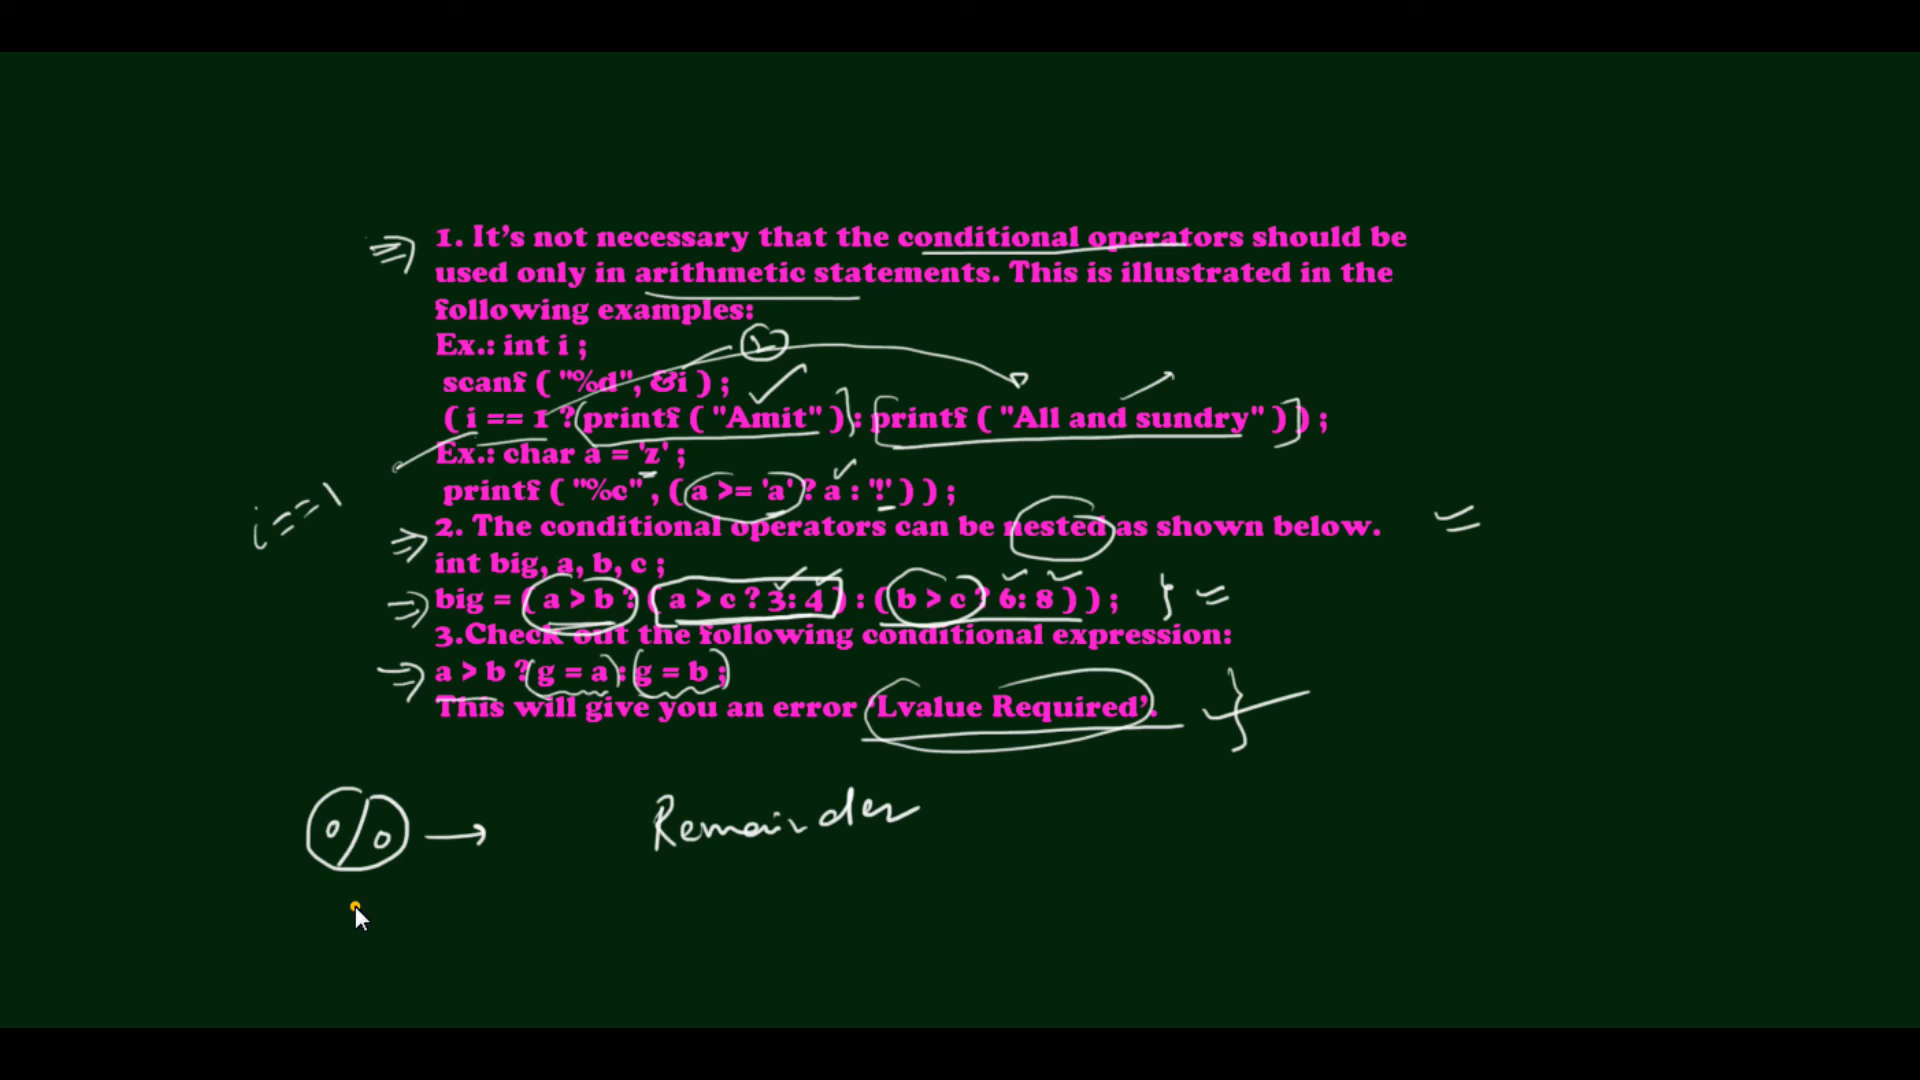 1. It's not necessary that the conditional operators should be
used only in arithmetic statements. This is illustrated in the
following examples:
Ex.: int i ;
scanf ( "%d", &i ) ;
( i == 1 ? printf ( "Amit" ) : printf ( "All and sundry" ) ) ;
Ex.: char a = 'z' ;
printf ( "%c" , ( a >= 'a' ? a : '!' ) ) ;
i==1
2. The conditional operators can be nested as shown below.
int big, a, b, c ;
big = ( a > b ? ( a > c ? 3: 4 ) : ( b > c ? 6: 8 ) ) ;
3.Check out the following conditional expression:
a > b ? g = a : g = b ;
This will give you an error 'Lvalue Required'.
% → Remainder